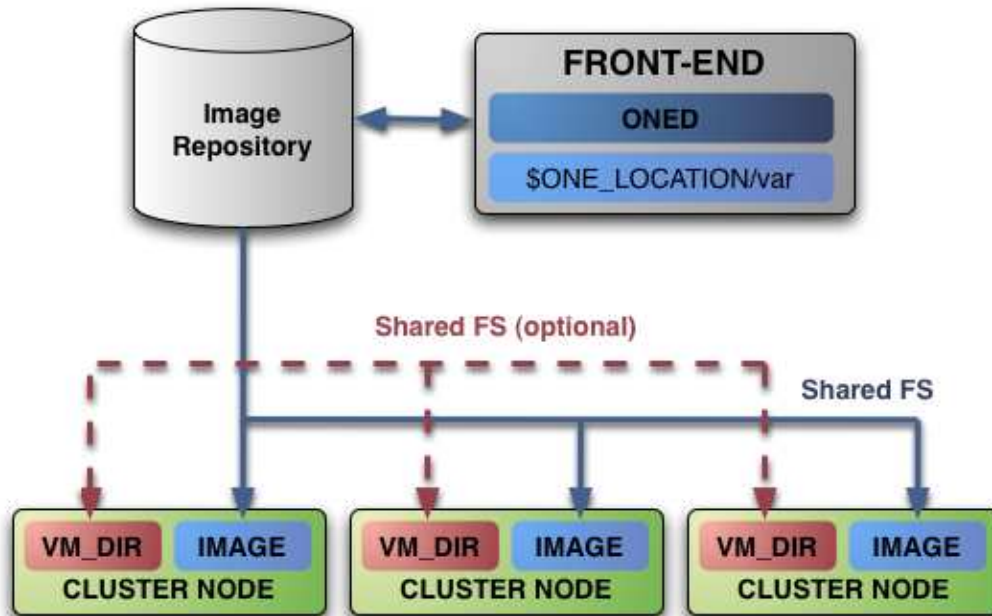 FRONT-END
Image
Repository
ONED
$ONE_LOCATION/var
Shared FS (optional)
Shared FS
VM_DIR IMAGE
CLUSTER NODE
VM_DIR IMAGE
CLUSTER NODE
VM_DIR IMAGE
CLUSTER NODE